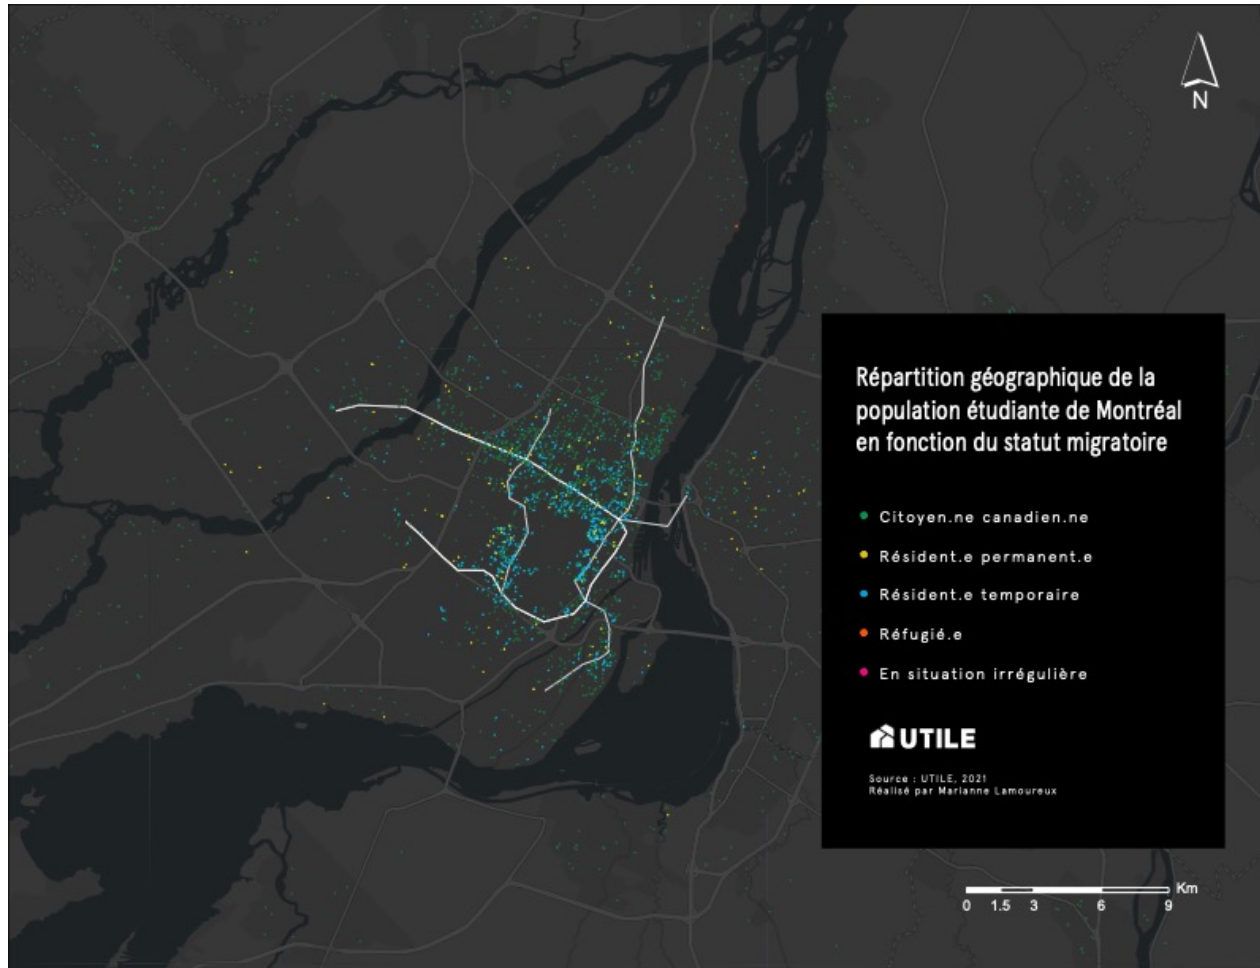 N
Répartition géographique de la
population étudiante de Montréal
en fonction du statut migratoire
Citoyen.ne canadien.ne
Résident.e permanent.e
Résident.e temporaire
Réfugié.e
En situation irrégulière
UTILE
Source : UTILE, 2021
Réalisé par Marianne Lamoureux
Km
0 1.5 3 6 9